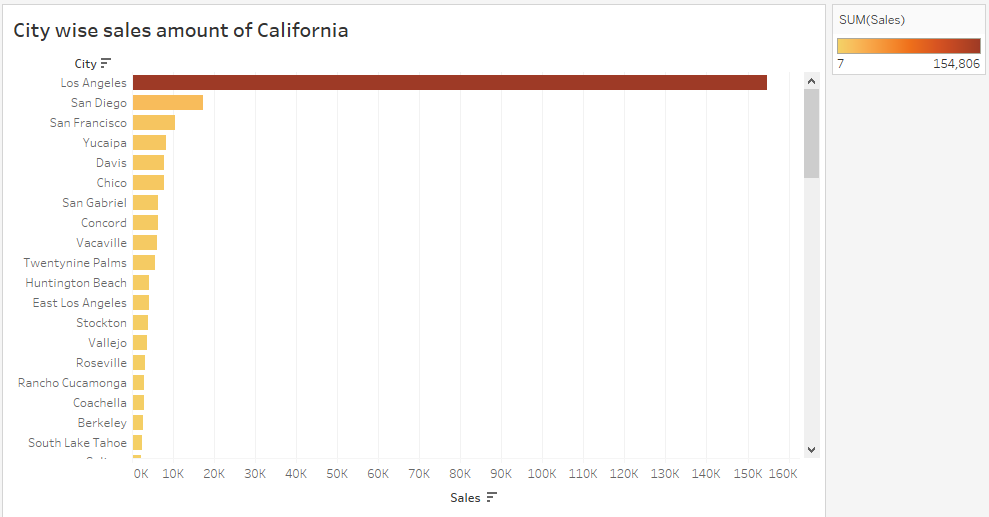 City wise sales amount of California
SUM(Sales)
7 154,806
City
Los Angeles
San Diego
San Francisco
Yucaipa
Davis
Chico
San Gabriel
Concord
Vacaville
Twentynine Palms
Huntington Beach
East Los Angeles
Stockton
Vallejo
Roseville
Rancho Cucamonga
Coachella
Berkeley
South Lake Tahoe
0K 10K 20K 30K 40K 50K 60K 70K 80K 90K 100K 110K 120K 130K 140K 150K 160K
Sales